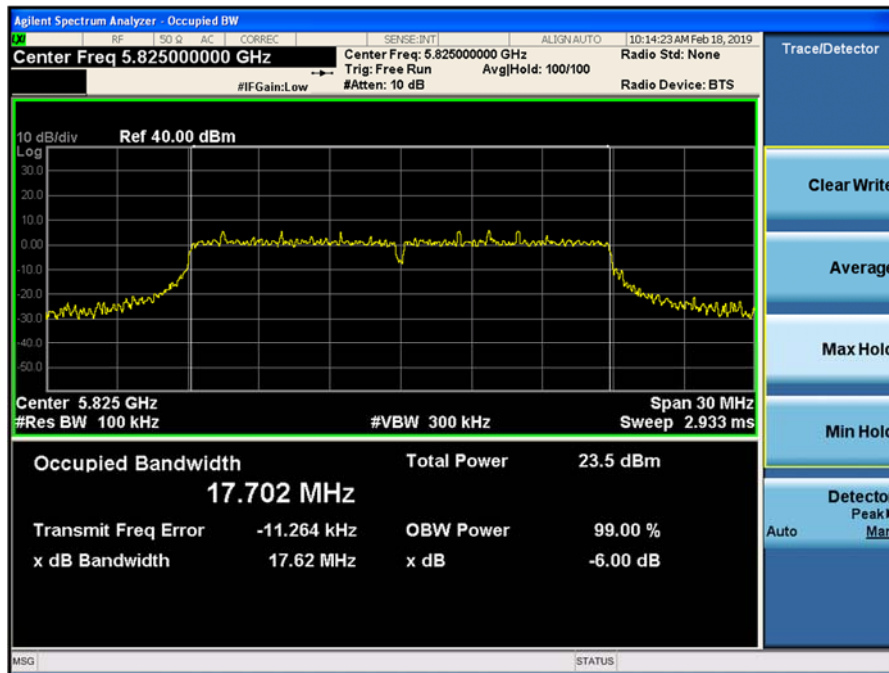 Agilent Spectrum Analyzer - Occupied BW
LXI RF 50 Ω AC CORREC SENSE:INT ALIGN AUTO 10:14:23 AM Feb 18, 2019
Center Freq 5.825000000 GHz
Center Freq: 5.825000000 GHz
Radio Std: None
Trig: Free Run Avg|Hold: 100/100
#IFGain:Low #Atten: 10 dB Radio Device: BTS
Trace/Detector
10 dB/div Ref 40.00 dBm
Log
30.0
20.0
10.0
0.00
-10.0
-20.0
-30.0
-40.0
-50.0
Center 5.825 GHz Span 30 MHz
#Res BW 100 kHz #VBW 300 kHz Sweep 2.933 ms
Occupied Bandwidth Total Power 23.5 dBm
17.702 MHz
Transmit Freq Error -11.264 kHz OBW Power 99.00 %
x dB Bandwidth 17.62 MHz x dB -6.00 dB
Clear Write
Average
Max Hold
Min Hold
Detector
Peak
Auto Man
MSG STATUS